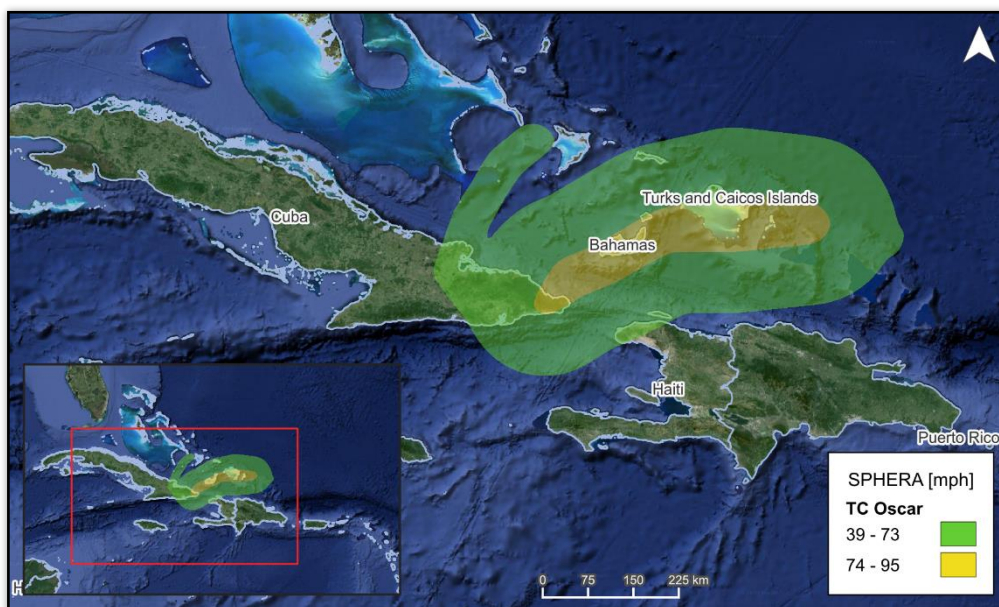 Turks and Caicos Islands
Cuba
Bahamas
Haiti
Puerto Rico
SPHERA [mph]
TC Oscar
39 - 73
74 - 95
0 75 150 225 km
H